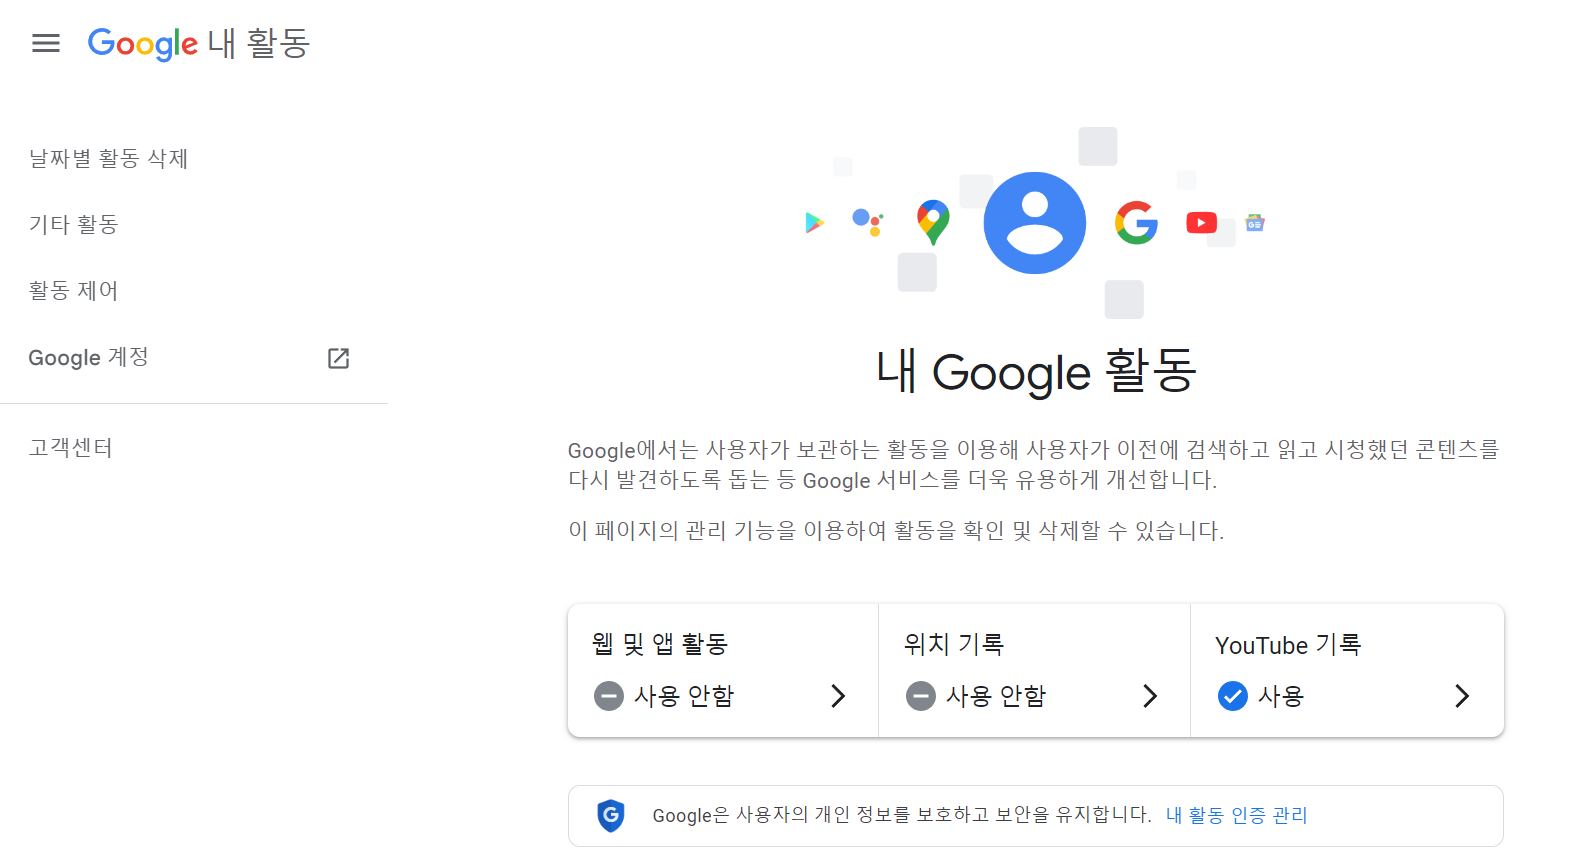 Google 내 활동
날짜별 활동 삭제
기타 활동
활동 제어
Google 계정
고객센터
내 Google 활동
Google에서는 사용자가 보관하는 활동을 이용해 사용자가 이전에 검색하고 읽고 시청했던 콘텐츠를
다시 발견하도록 돕는 등 Google 서비스를 더욱 유용하게 개선합니다.
이 페이지의 관리 기능을 이용하여 활동을 확인 및 삭제할 수 있습니다.
웹 및 앱 활동
사용 안함
위치 기록
사용 안함
YouTube 기록
사용
Google은 사용자의 개인 정보를 보호하고 보안을 유지합니다. 내 활동 인증 관리